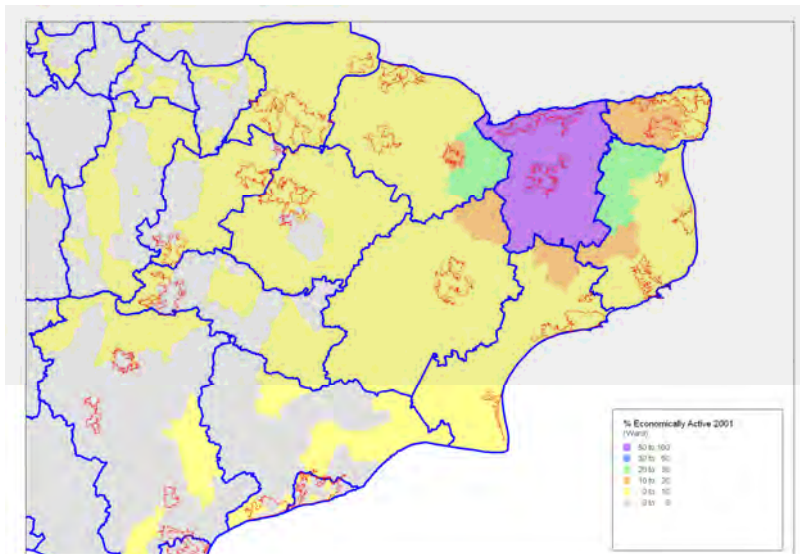 % Economically Active 2001
(Ward)
50 to 100
30 to 50
20 to 30
10 to 20
0 to 10
0 to 0